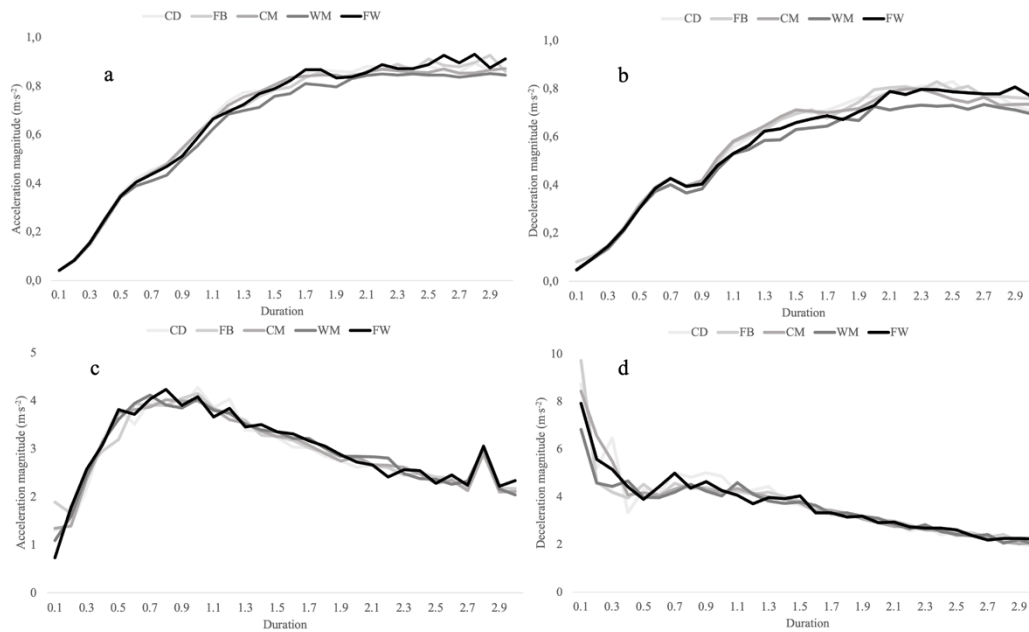 CD FB CM WM FW
a
Acceleration magnitude (m·s-2)
1,0
0,8
0,6
0,4
0,2
0,0
0.1 0.3 0.5 0.7 0.9 1.1 1.3 1.5 1.7 1.9 2.1 2.3 2.5 2.7 2.9
Duration
CD FB CM WM FW
b
Deceleration magnitude (m·s-2)
1,0
0,8
0,6
0,4
0,2
0,0
0.1 0.3 0.5 0.7 0.9 1.1 1.3 1.5 1.7 1.9 2.1 2.3 2.5 2.7 2.9
Duration
CD FB CM WM FW
c
Acceleration magnitude (m·s-2)
5
4
3
2
1
0
0.1 0.3 0.5 0.7 0.9 1.1 1.3 1.5 1.7 1.9 2.1 2.3 2.5 2.7 2.9
Duration
CD FB CM WM FW
d
Deceleration magnitude (m·s-2)
10
8
6
4
2
0
0.1 0.3 0.5 0.7 0.9 1.1 1.3 1.5 1.7 1.9 2.1 2.3 2.5 2.7 2.9
Duration